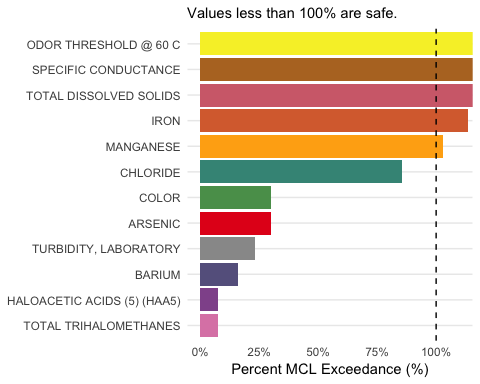 Values less than 100% are safe.
ODOR THRESHOLD @ 60 C
SPECIFIC CONDUCTANCE
TOTAL DISSOLVED SOLIDS
IRON
MANGANESE
CHLORIDE
COLOR
ARSENIC
TURBIDITY, LABORATORY
BARIUM
HALOACETIC ACIDS (5) (HAA5)
TOTAL TRIHALOMETHANES
0% 25% 50% 75% 100%
Percent MCL Exceedance (%)